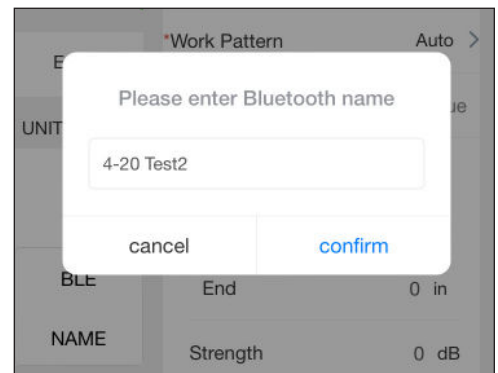 *Work Pattern Auto >
Please enter Bluetooth name
UNIT
4-20 Test2
cancel confirm
BLE
End 0 in
NAME
Strength 0 dB